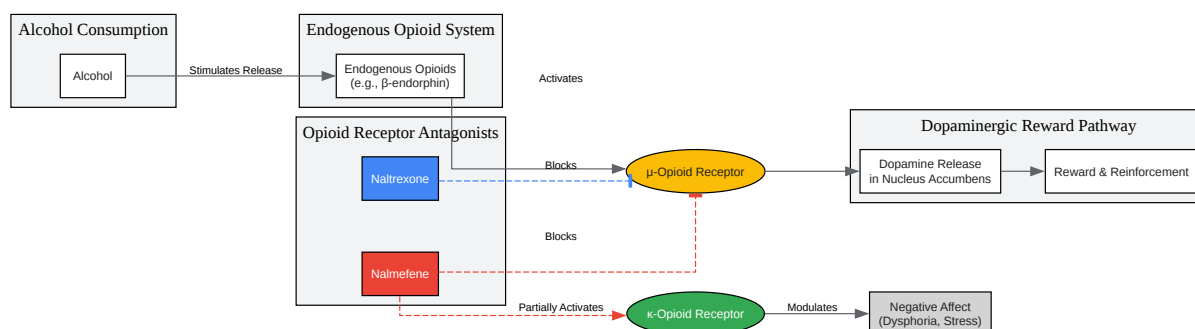 Alcohol Consumption
Alcohol
Stimulates Release
Endogenous Opioid System
Endogenous Opioids
(e.g., β-endorphin)
Activates
Opioid Receptor Antagonists
Naltrexone
Blocks
μ-Opioid Receptor
Dopaminergic Reward Pathway
Dopamine Release
in Nucleus Accumbens
Reward & Reinforcement
Blocks
Nalmefene
Partially Activates
κ-Opioid Receptor
Modulates
Negative Affect
(Dysphoria, Stress)